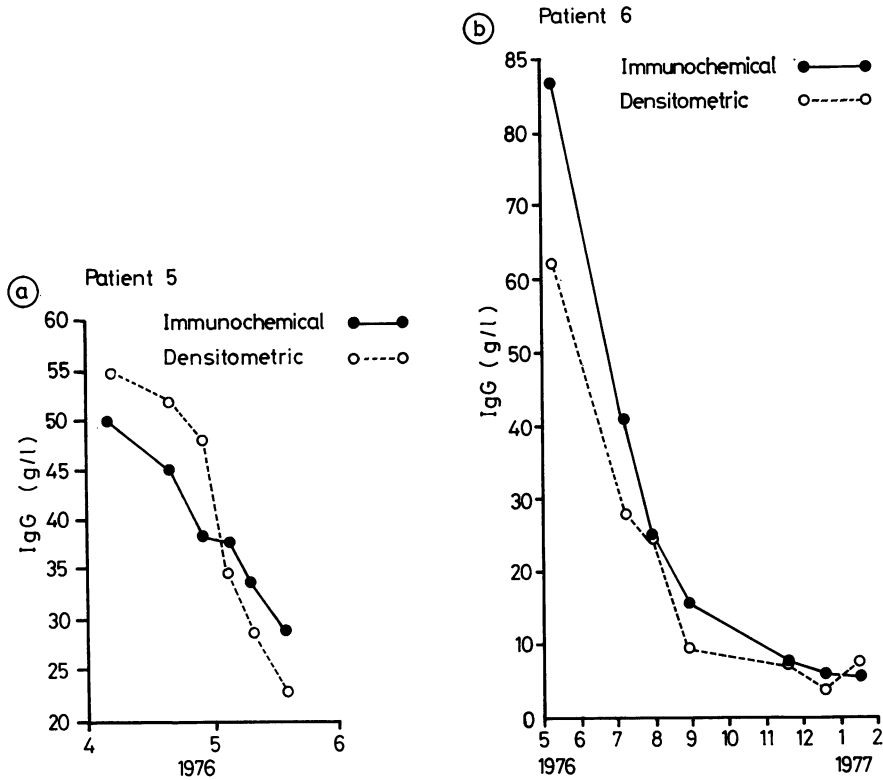 a
Patient 5
Immunochemical
Densitometric
IgG (g/l)
60
55
50
45
40
35
30
25
20
4 5 6
1976
b
Patient 6
Immunochemical
Densitometric
IgG (g/l)
85
80
70
60
50
40
30
20
10
0
5 6 7 8 9 10 11 12 1 2
1976 1977